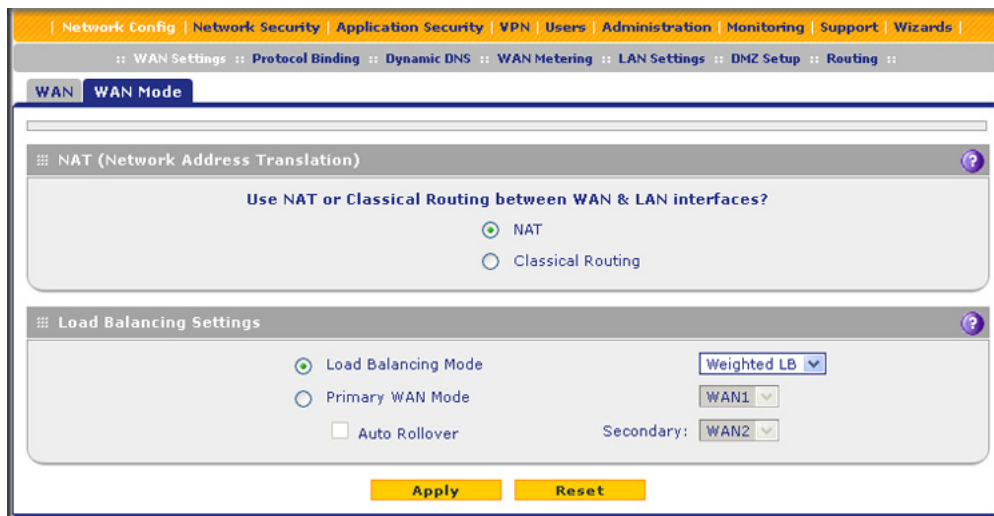 | Network Config | Network Security | Application Security | VPN | Users | Administration | Monitoring | Support | Wizards |
:: WAN Settings :: Protocol Binding :: Dynamic DNS :: WAN Metering :: LAN Settings :: DMZ Setup :: Routing ::
WAN WAN Mode
NAT (Network Address Translation) ?
Use NAT or Classical Routing between WAN & LAN interfaces?
NAT
Classical Routing
Load Balancing Settings ?
Load Balancing Mode Weighted LB
Primary WAN Mode WAN1
Auto Rollover Secondary: WAN2
Apply Reset